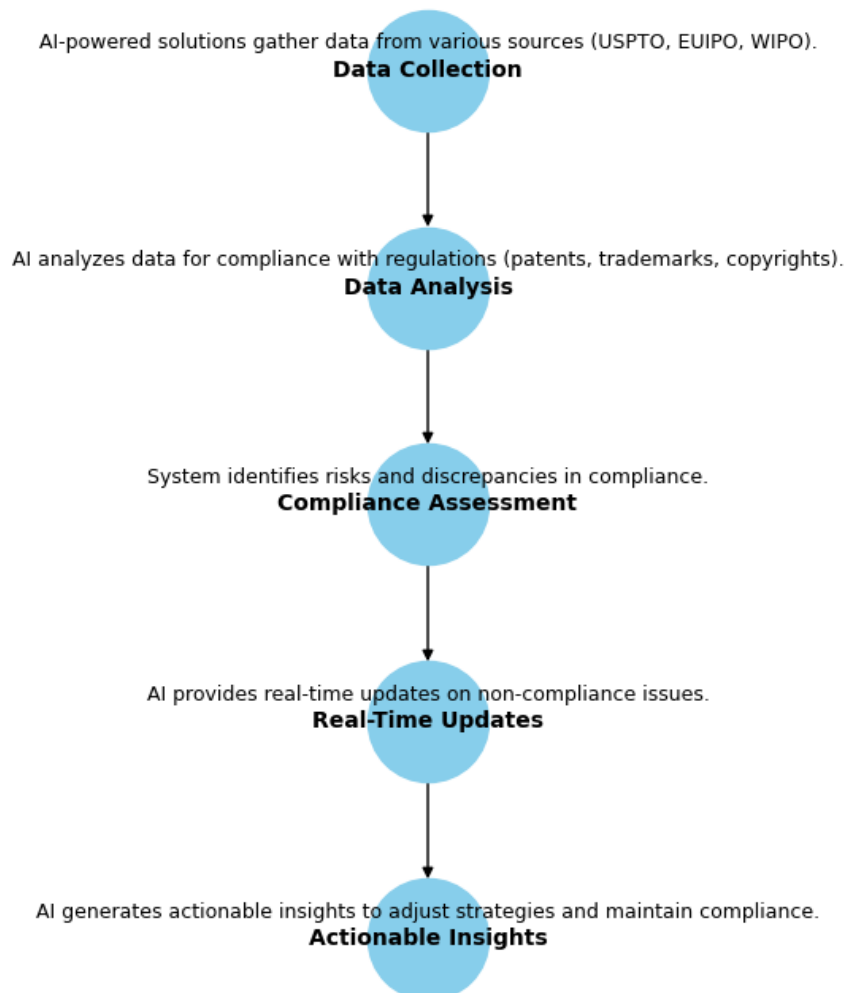 AI-powered solutions gather data from various sources (USPTO, EUIPO, WIPO).
Data Collection
AI analyzes data for compliance with regulations (patents, trademarks, copyrights).
Data Analysis
System identifies risks and discrepancies in compliance.
Compliance Assessment
AI provides real-time updates on non-compliance issues.
Real-Time Updates
AI generates actionable insights to adjust strategies and maintain compliance.
Actionable Insights